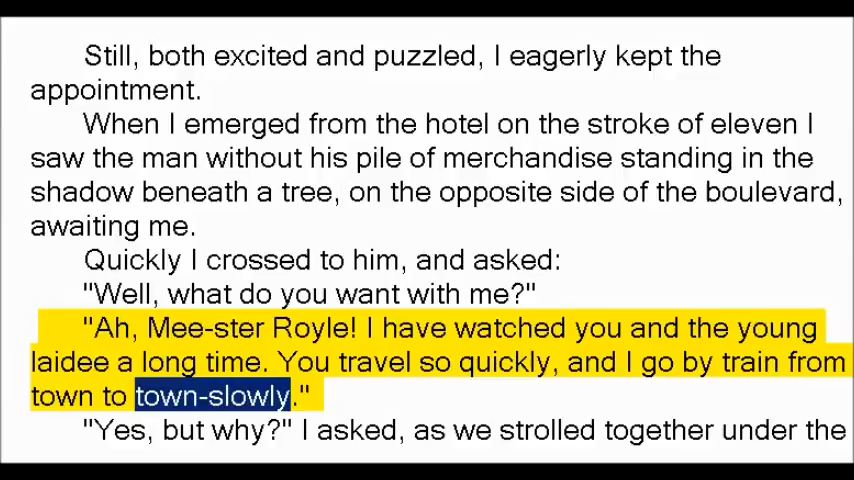 Still, both excited and puzzled, I eagerly kept the
appointment.
When I emerged from the hotel on the stroke of eleven I
saw the man without his pile of merchandise standing in the
shadow beneath a tree, on the opposite side of the boulevard,
awaiting me.
Quickly I crossed to him, and asked:
"Well, what do you want with me?"
"Ah, Mee-ster Royle! I have watched you and the young
laidee a long time. You travel so quickly, and I go by train from
town to town-slowly."
"Yes, but why?" I asked, as we strolled together under the